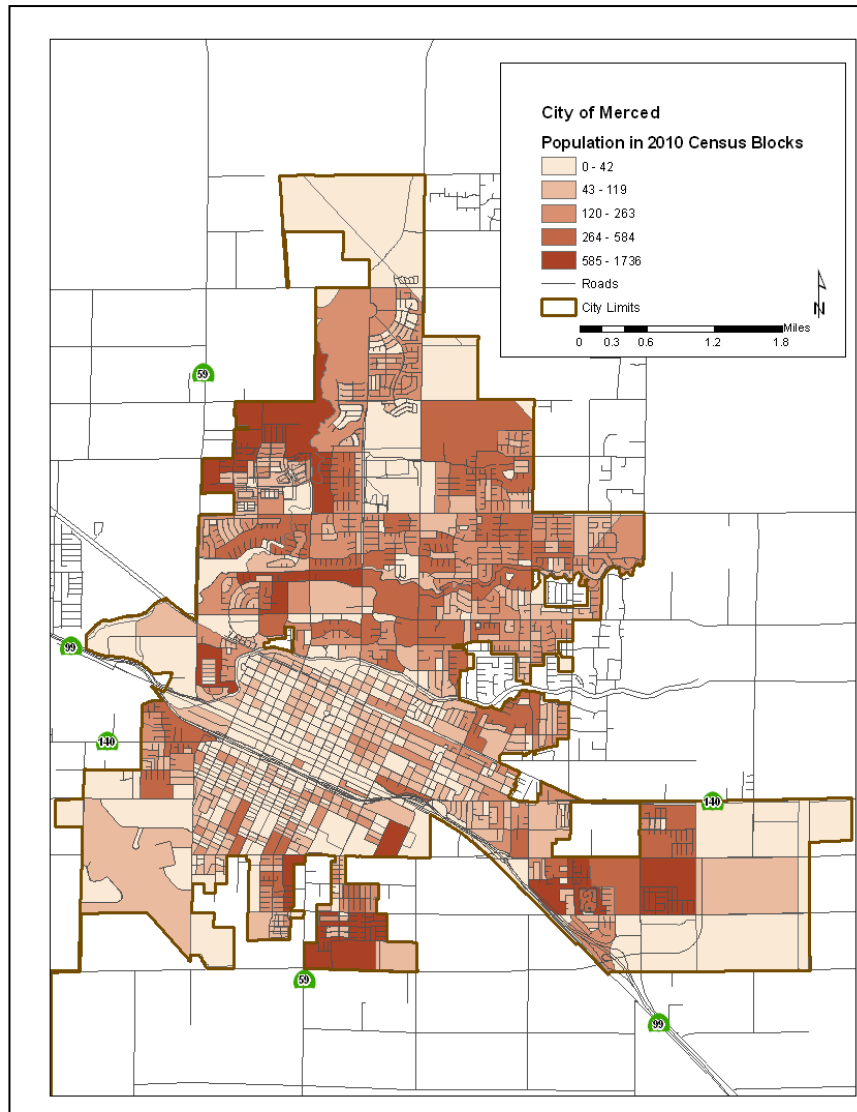 City of Merced
Population in 2010 Census Blocks
0 - 42
43 - 119
120 - 263
264 - 584
585 - 1736
Roads
City Limits
N
Miles
0 0.3 0.6 1.2 1.8
59
99
140
140
59
99